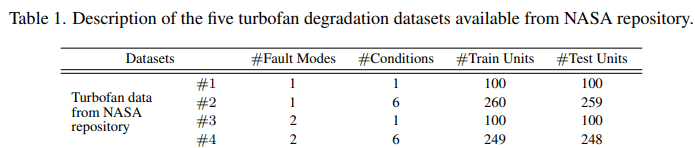 Table 1. Description of the five turbofan degradation datasets available from NASA repository.
Datasets #Fault Modes #Conditions #Train Units #Test Units
Turbofan data from NASA repository
#1 1 1 100 100
#2 1 6 260 259
#3 2 1 100 100
#4 2 6 249 248